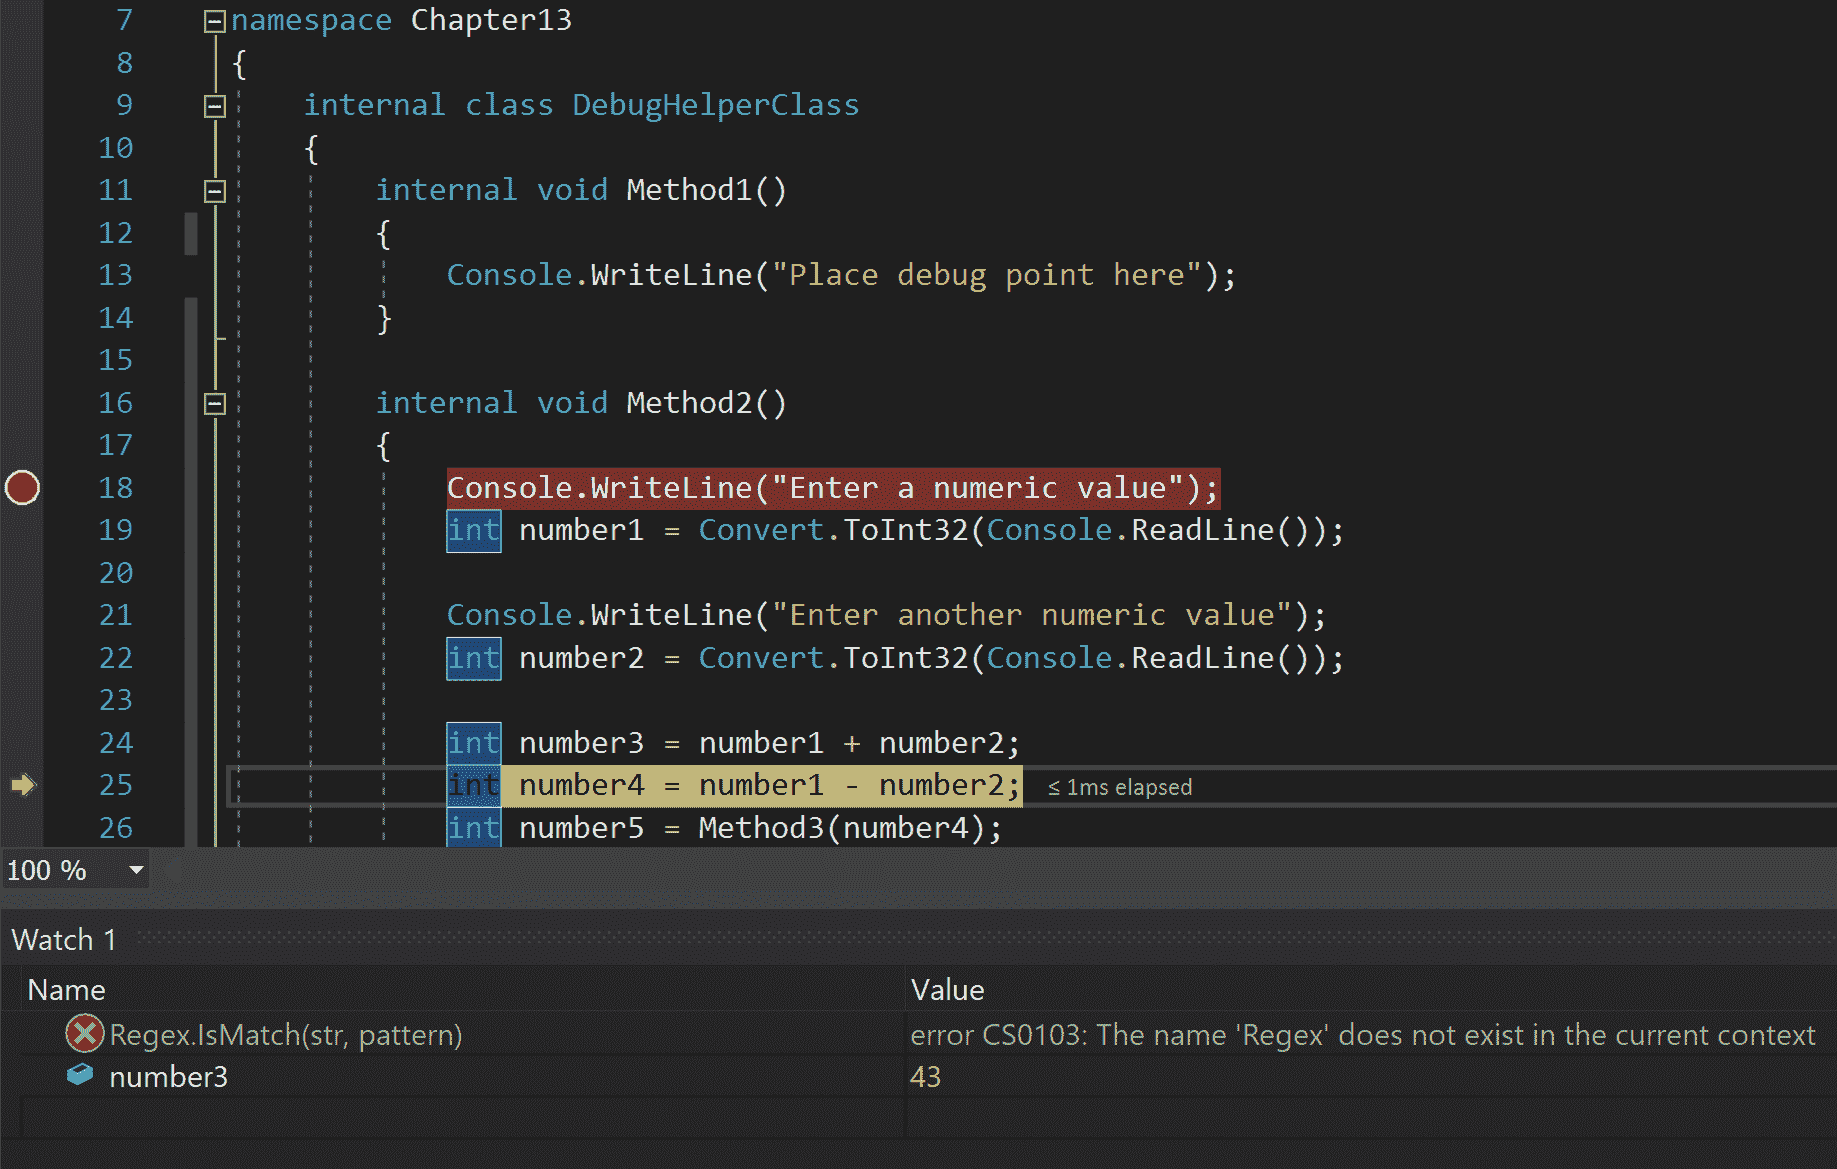 7 namespace Chapter13
8 {
9 internal class DebugHelperClass
10 {
11 internal void Method1()
12 {
13 Console.WriteLine("Place debug point here");
14 }
15
16 internal void Method2()
17 {
18 Console.WriteLine("Enter a numeric value");
19 int number1 = Convert.ToInt32(Console.ReadLine());
20
21 Console.WriteLine("Enter another numeric value");
22 int number2 = Convert.ToInt32(Console.ReadLine());
23
24 int number3 = number1 + number2;
25 int number4 = number1 - number2; ≤ 1ms elapsed
26 int number5 = Method3(number4);
100 %
Watch 1
Name Value
Regex.IsMatch(str, pattern) error CS0103: The name 'Regex' does not exist in the current context
number3 43